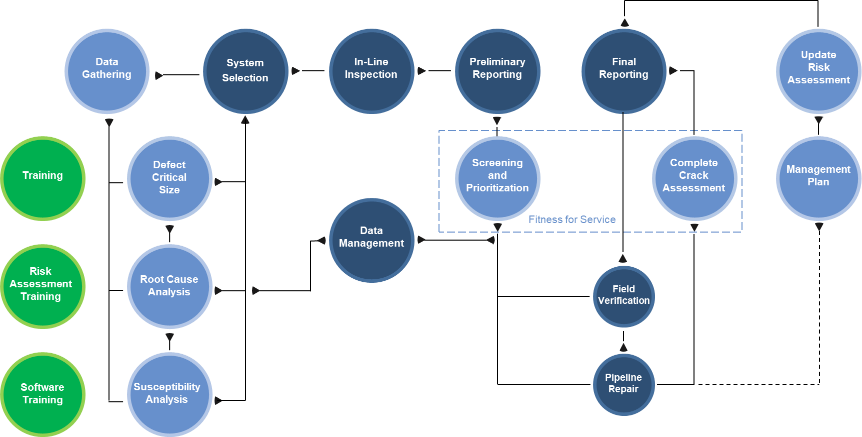 Data
Gathering
System
Selection
In-Line
Inspection
Preliminary
Reporting
Final
Reporting
Update
Risk
Assessment
Training
Defect
Critical
Size
Screening
and
Prioritization
Complete
Crack
Assessment
Management
Plan
Fitness for Service
Data
Management
Risk
Assessment
Training
Root Cause
Analysis
Field
Verification
Software
Training
Susceptibility
Analysis
Pipeline
Repair